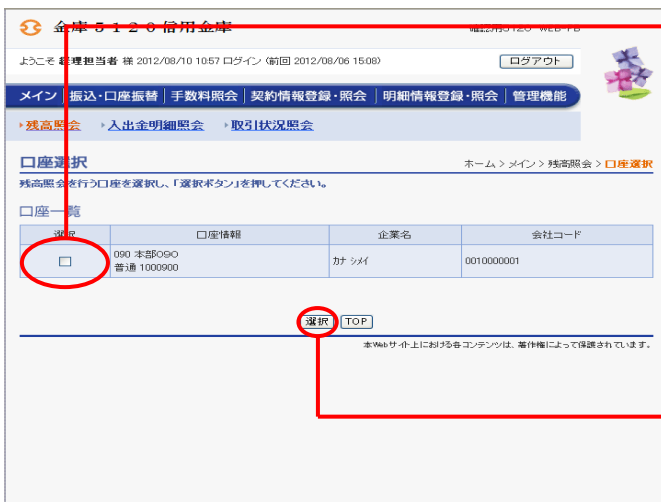 金庫5120信用金庫
ようこそ 経理担当者 様 2012/08/10 10:57 ログイン (前回 2012/08/06 15:08)
ログアウト
メイン 振込・口座振替 手数料照会 契約情報登録・照会 明細情報登録・照会 管理機能
残高照会 入出金明細照会 取引状況照会
口座選択
ホーム > メイン > 残高照会 > 口座選択
残高照会を行う口座を選択し、「選択ボタン」を押してください。
口座一覧
選択 口座情報 企業名 会社コード
090 本部090
普通 1000900
カナ シメイ
0010000001
選択 TOP
本Webサイト上における各コンテンツは、著作権によって保護されています。